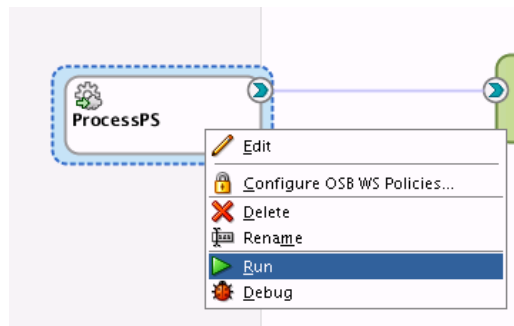 ProcessPS
Edit
Configure OSB WS Policies...
Delete
Rename
Run
Debug